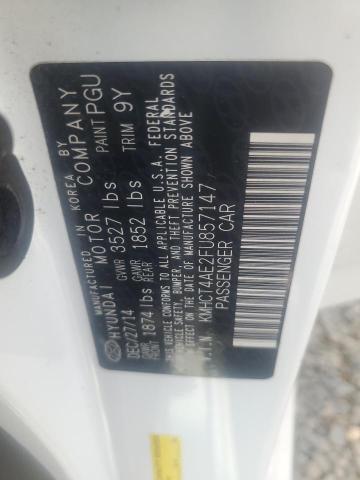 MANUFACTURED IN KOREA BY
HYUNDAI MOTOR COMPANY
DEC/27/14 GVWR 3527 lbs PAINT PGU
GAWR FRONT 1874 lbs GAWR REAR 1852 lbs TRIM 9Y
THIS VEHICLE CONFORMS TO ALL APPLICABLE U.S.A. FEDERAL
MOTOR VEHICLE SAFETY, BUMPER, AND THEFT PREVENTION STANDARDS
IN EFFECT ON THE DATE OF MANUFACTURE SHOWN ABOVE
V.I.N. KMHCT4AE2FU857147
PASSENGER CAR